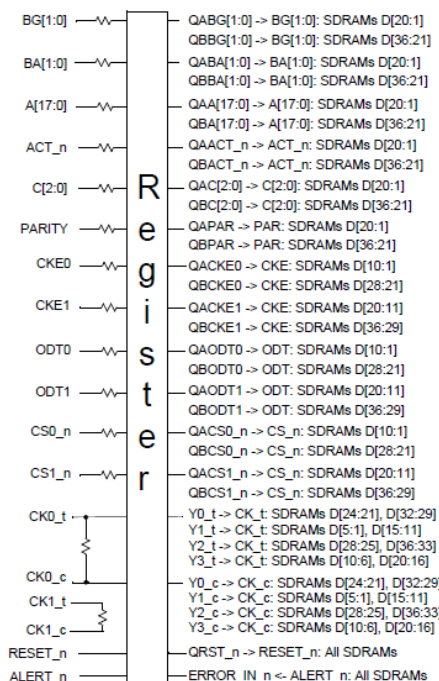 BG[1:0]
QABG[1:0] -> BG[1:0]: SDRAMs D[20:1]
QBBG[1:0] -> BG[1:0]: SDRAMs D[36:21]
BA[1:0]
QABA[1:0] -> BA[1:0]: SDRAMs D[20:1]
QBBA[1:0] -> BA[1:0]: SDRAMs D[36:21]
A[17:0]
QAA[17:0] -> A[17:0]: SDRAMs D[20:1]
QBA[17:0] -> A[17:0]: SDRAMs D[36:21]
ACT_n
QAACT_n -> ACT_n: SDRAMs D[20:1]
QBACT_n -> ACT_n: SDRAMs D[36:21]
C[2:0]
QAC[2:0] -> C[2:0]: SDRAMs D[20:1]
QBC[2:0] -> C[2:0]: SDRAMs D[36:21]
PARITY
QAPAR -> PAR: SDRAMs D[20:1]
QBPAR -> PAR: SDRAMs D[36:21]
CKE0
QACKE0 -> CKE: SDRAMs D[10:1]
QBCKE0 -> CKE: SDRAMs D[28:21]
CKE1
QACKE1 -> CKE: SDRAMs D[20:11]
QBCKE1 -> CKE: SDRAMs D[36:29]
ODT0
QAODT0 -> ODT: SDRAMs D[10:1]
QBODT0 -> ODT: SDRAMs D[28:21]
ODT1
QAODT1 -> ODT: SDRAMs D[20:11]
QBODT1 -> ODT: SDRAMs D[36:29]
CS0_n
QACS0_n -> CS_n: SDRAMs D[10:1]
QBCS0_n -> CS_n: SDRAMs D[28:21]
CS1_n
QACS1_n -> CS_n: SDRAMs D[20:11]
QBCS1_n -> CS_n: SDRAMs D[36:29]
Register
CK0_t
Y0_t -> CK_t: SDRAMs D[24:21], D[32:29]
Y1_t -> CK_t: SDRAMs D[5:1], D[15:11]
Y2_t -> CK_t: SDRAMs D[28:25], D[36:33]
Y3_t -> CK_t: SDRAMs D[10:6], D[20:16]
CK0_c
Y0_c -> CK_c: SDRAMs D[24:21], D[32:29]
CK1_t
Y1_c -> CK_c: SDRAMs D[5:1], D[15:11]
Y2_c -> CK_c: SDRAMs D[28:25], D[36:33]
CK1_c
Y3_c -> CK_c: SDRAMs D[10:6], D[20:16]
RESET_n
QRST_n -> RESET_n: All SDRAMs
ALERT_n
ERROR_IN_n <- ALERT_n: All SDRAMs